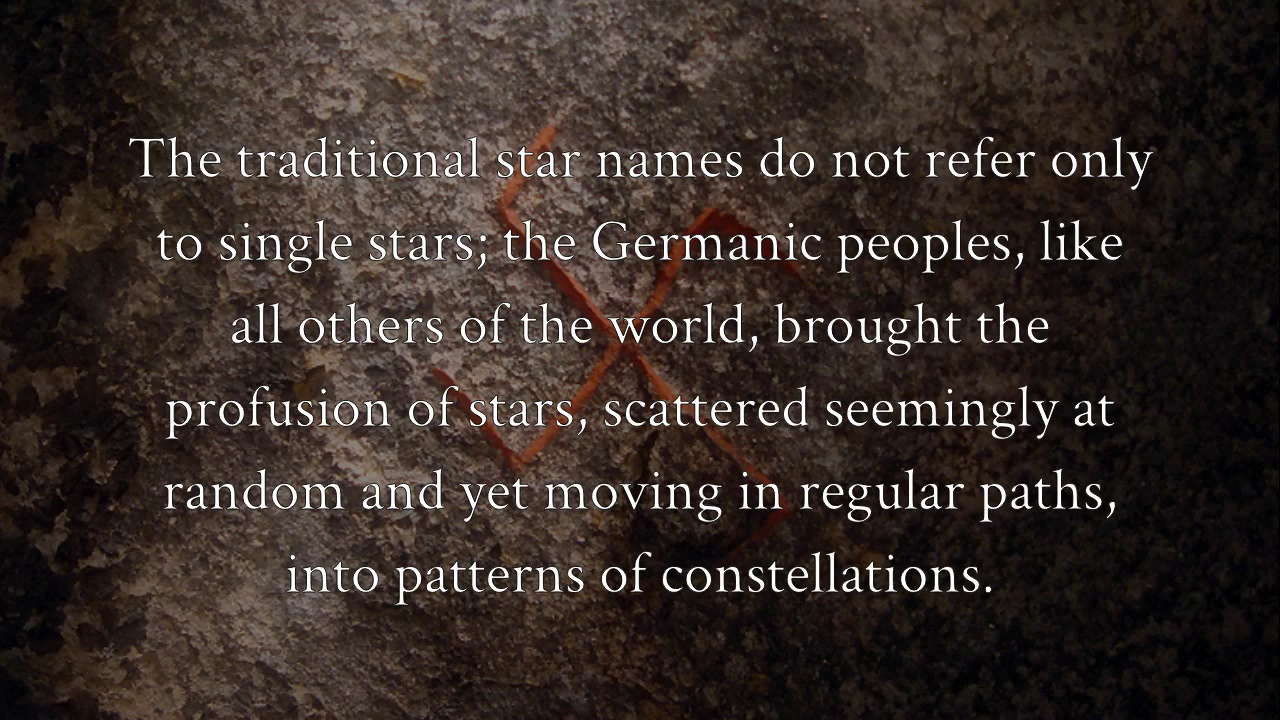 The traditional star names do not refer only
to single stars; the Germanic peoples, like
all others of the world, brought the
profusion of stars, scattered seemingly at
random and yet moving in regular paths,
into patterns of constellations.